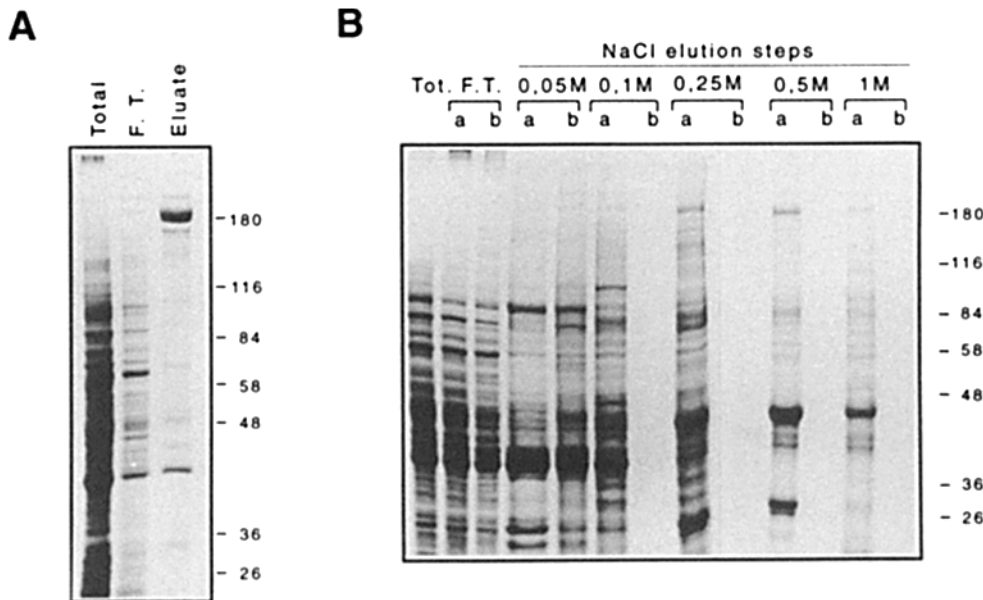 A
B
Total
F. T.
Eluate
-180
-116
-84
-58
-48
-36
-26
NaCl elution steps
Tot. F.T. 0,05M 0,1M 0,25M 0,5M 1M
a b a b a b a b a b a b
-180
-116
-84
-58
-48
-36
-26